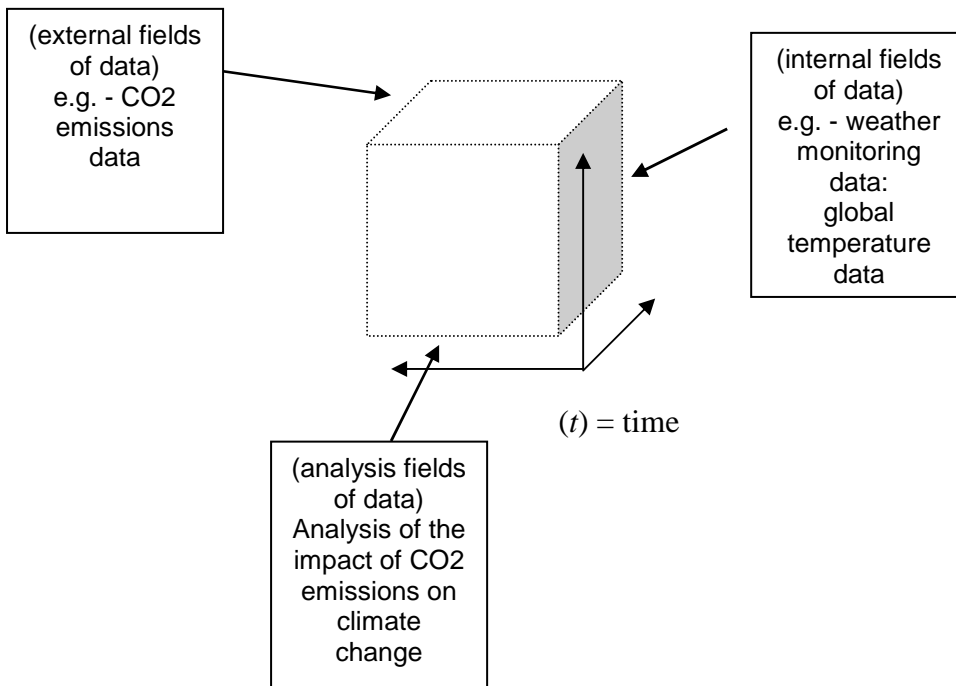 (external fields
of data)
e.g. - CO2
emissions
data
(internal fields
of data)
e.g. - weather
monitoring
data:
global
temperature
data
(t) = time
(analysis fields
of data)
Analysis of the
impact of CO2
emissions on
climate
change